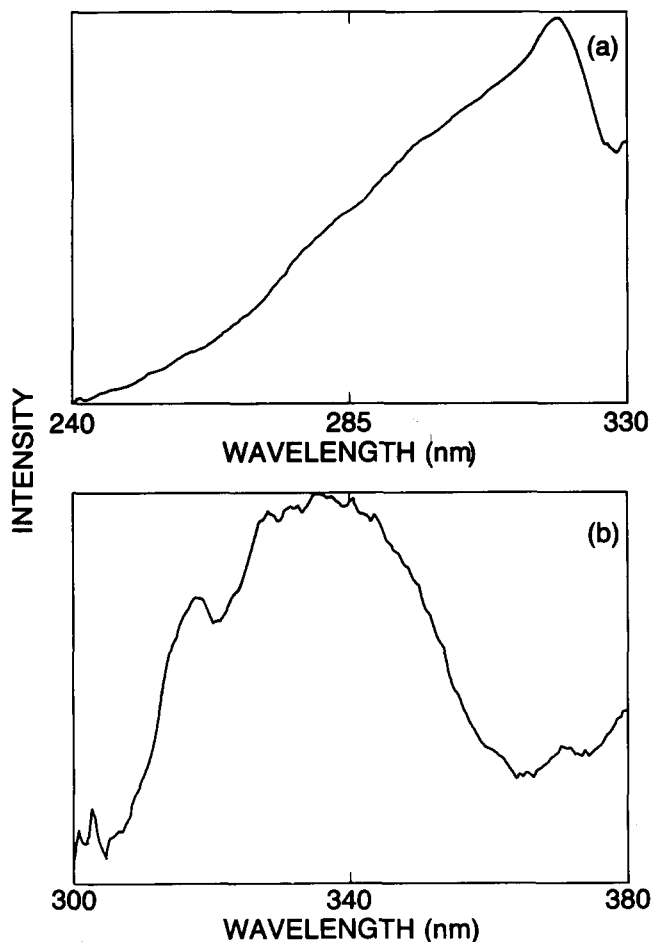 (a)
240 285 330
WAVELENGTH (nm)
INTENSITY
(b)
300 340 380
WAVELENGTH (nm)